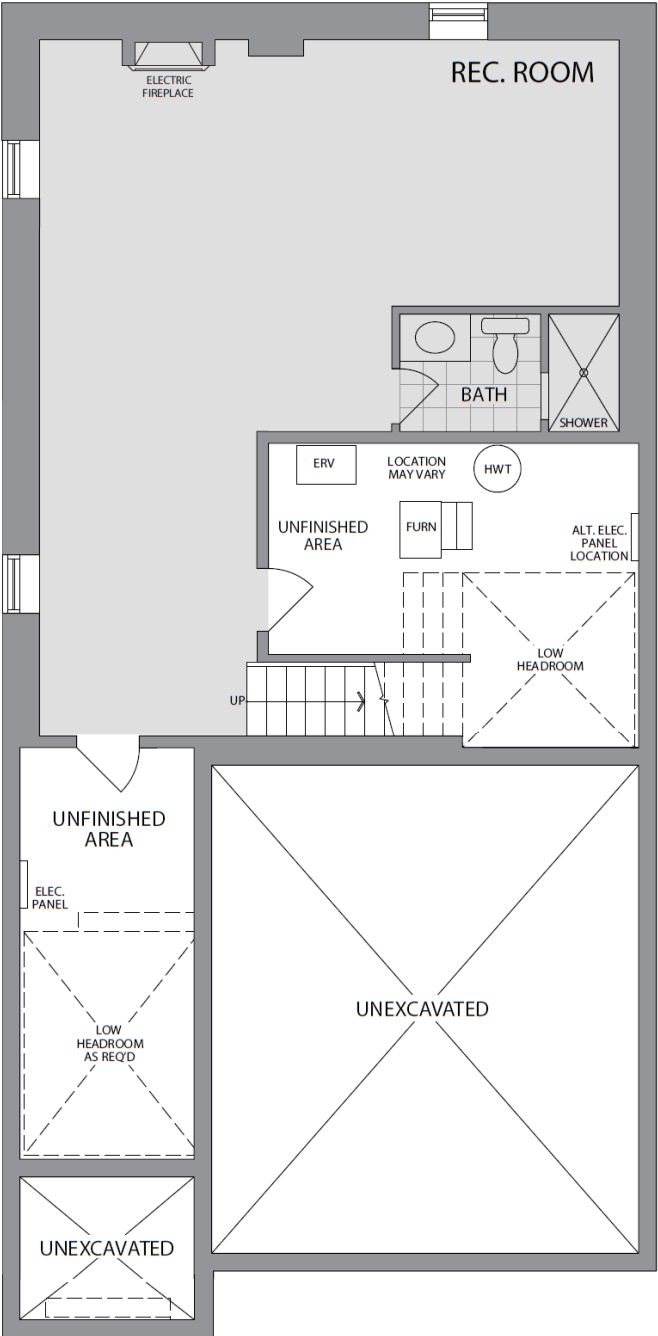 REC. ROOM
ELECTRIC
FIREPLACE
BATH
SHOWER
ERV
LOCATION
MAY VARY
HWT
UNFINISHED
AREA
FURN
ALT. ELEC.
PANEL
LOCATION
LOW
HEADROOM
UP
UNFINISHED
AREA
ELEC.
PANEL
LOW
HEADROOM
AS REQ'D
UNEXCAVATED
UNEXCAVATED